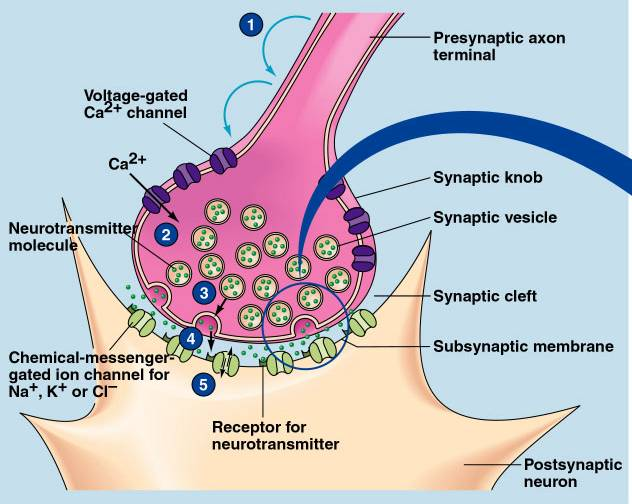 1
Presynaptic axon
terminal
Voltage-gated
Ca2+ channel
Ca2+
Synaptic knob
Synaptic vesicle
Neurotransmitter
molecule
2
3
Synaptic cleft
4
Subsynaptic membrane
Chemical-messenger-
gated ion channel for
Na+, K+ or Cl–
5
Receptor for
neurotransmitter
Postsynaptic
neuron